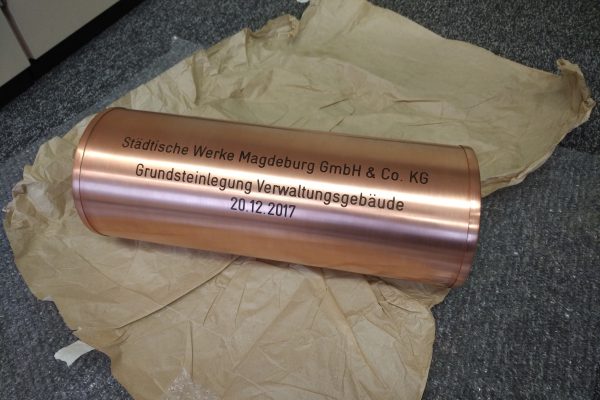 Städtische Werke Magdeburg GmbH & Co. KG
Grundsteinlegung Verwaltungsgebäude
20.12.2017